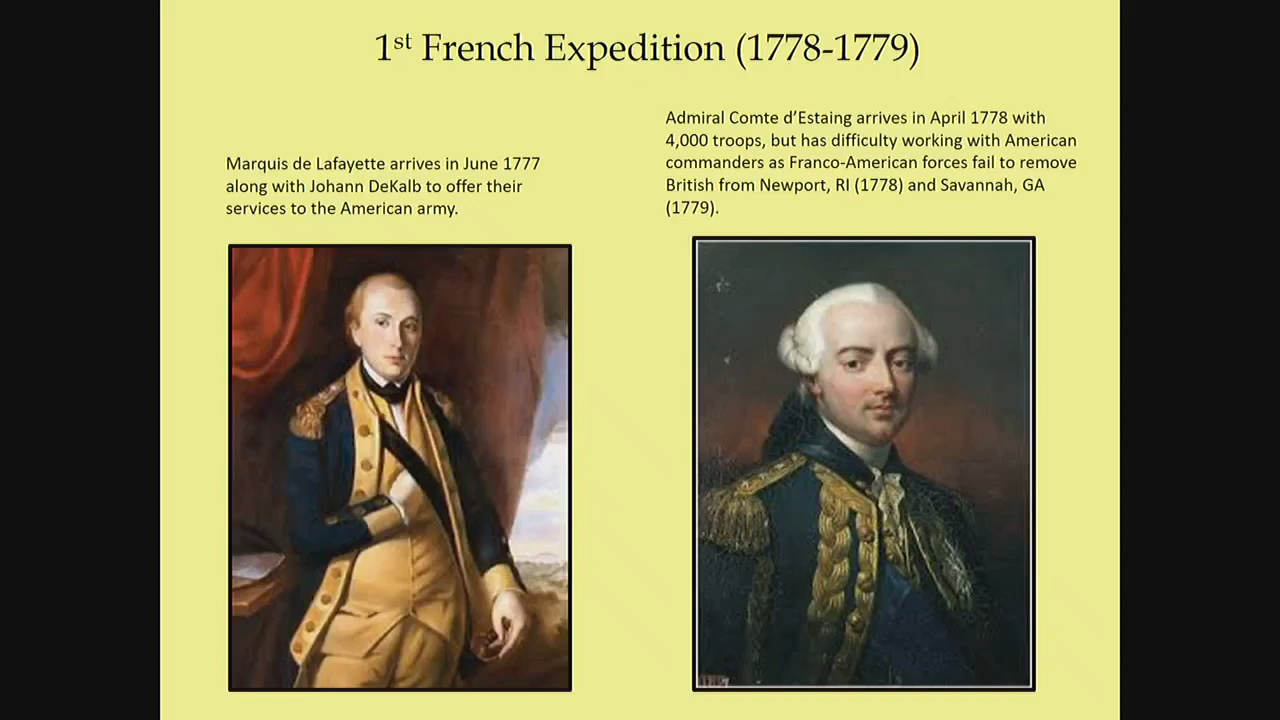 1st French Expedition (1778-1779)
Marquis de Lafayette arrives in June 1777
along with Johann DeKalb to offer their
services to the American army.
Admiral Comte d’Estaing arrives in April 1778 with
4,000 troops, but has difficulty working with American
commanders as Franco-American forces fail to remove
British from Newport, RI (1778) and Savannah, GA
(1779).